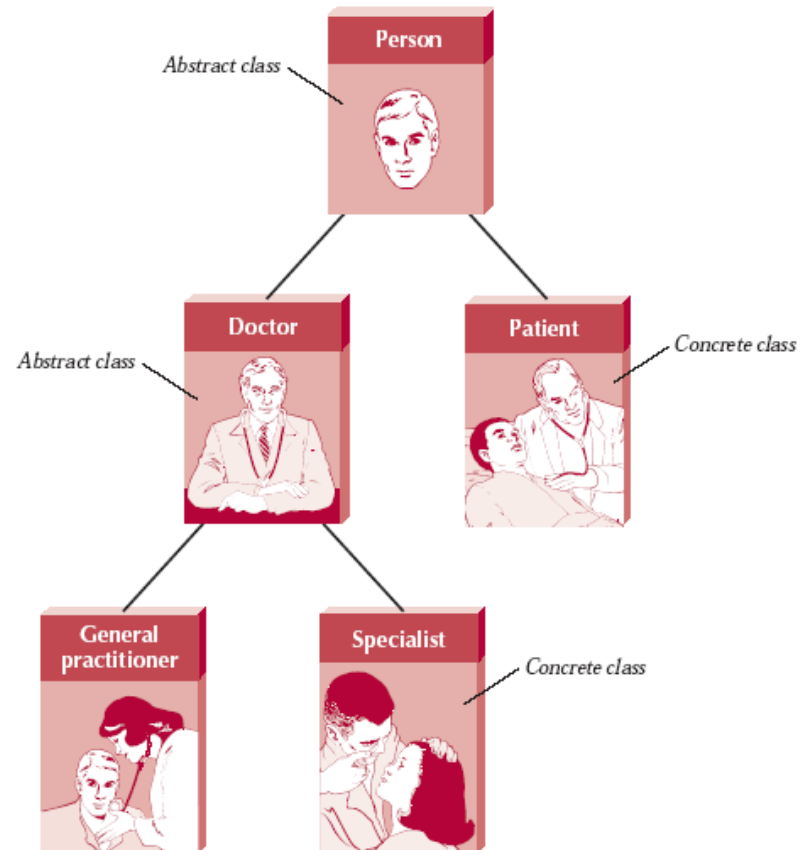 Person
Abstract class
Doctor
Patient
Abstract class
Concrete class
General
practitioner
Specialist
Concrete class